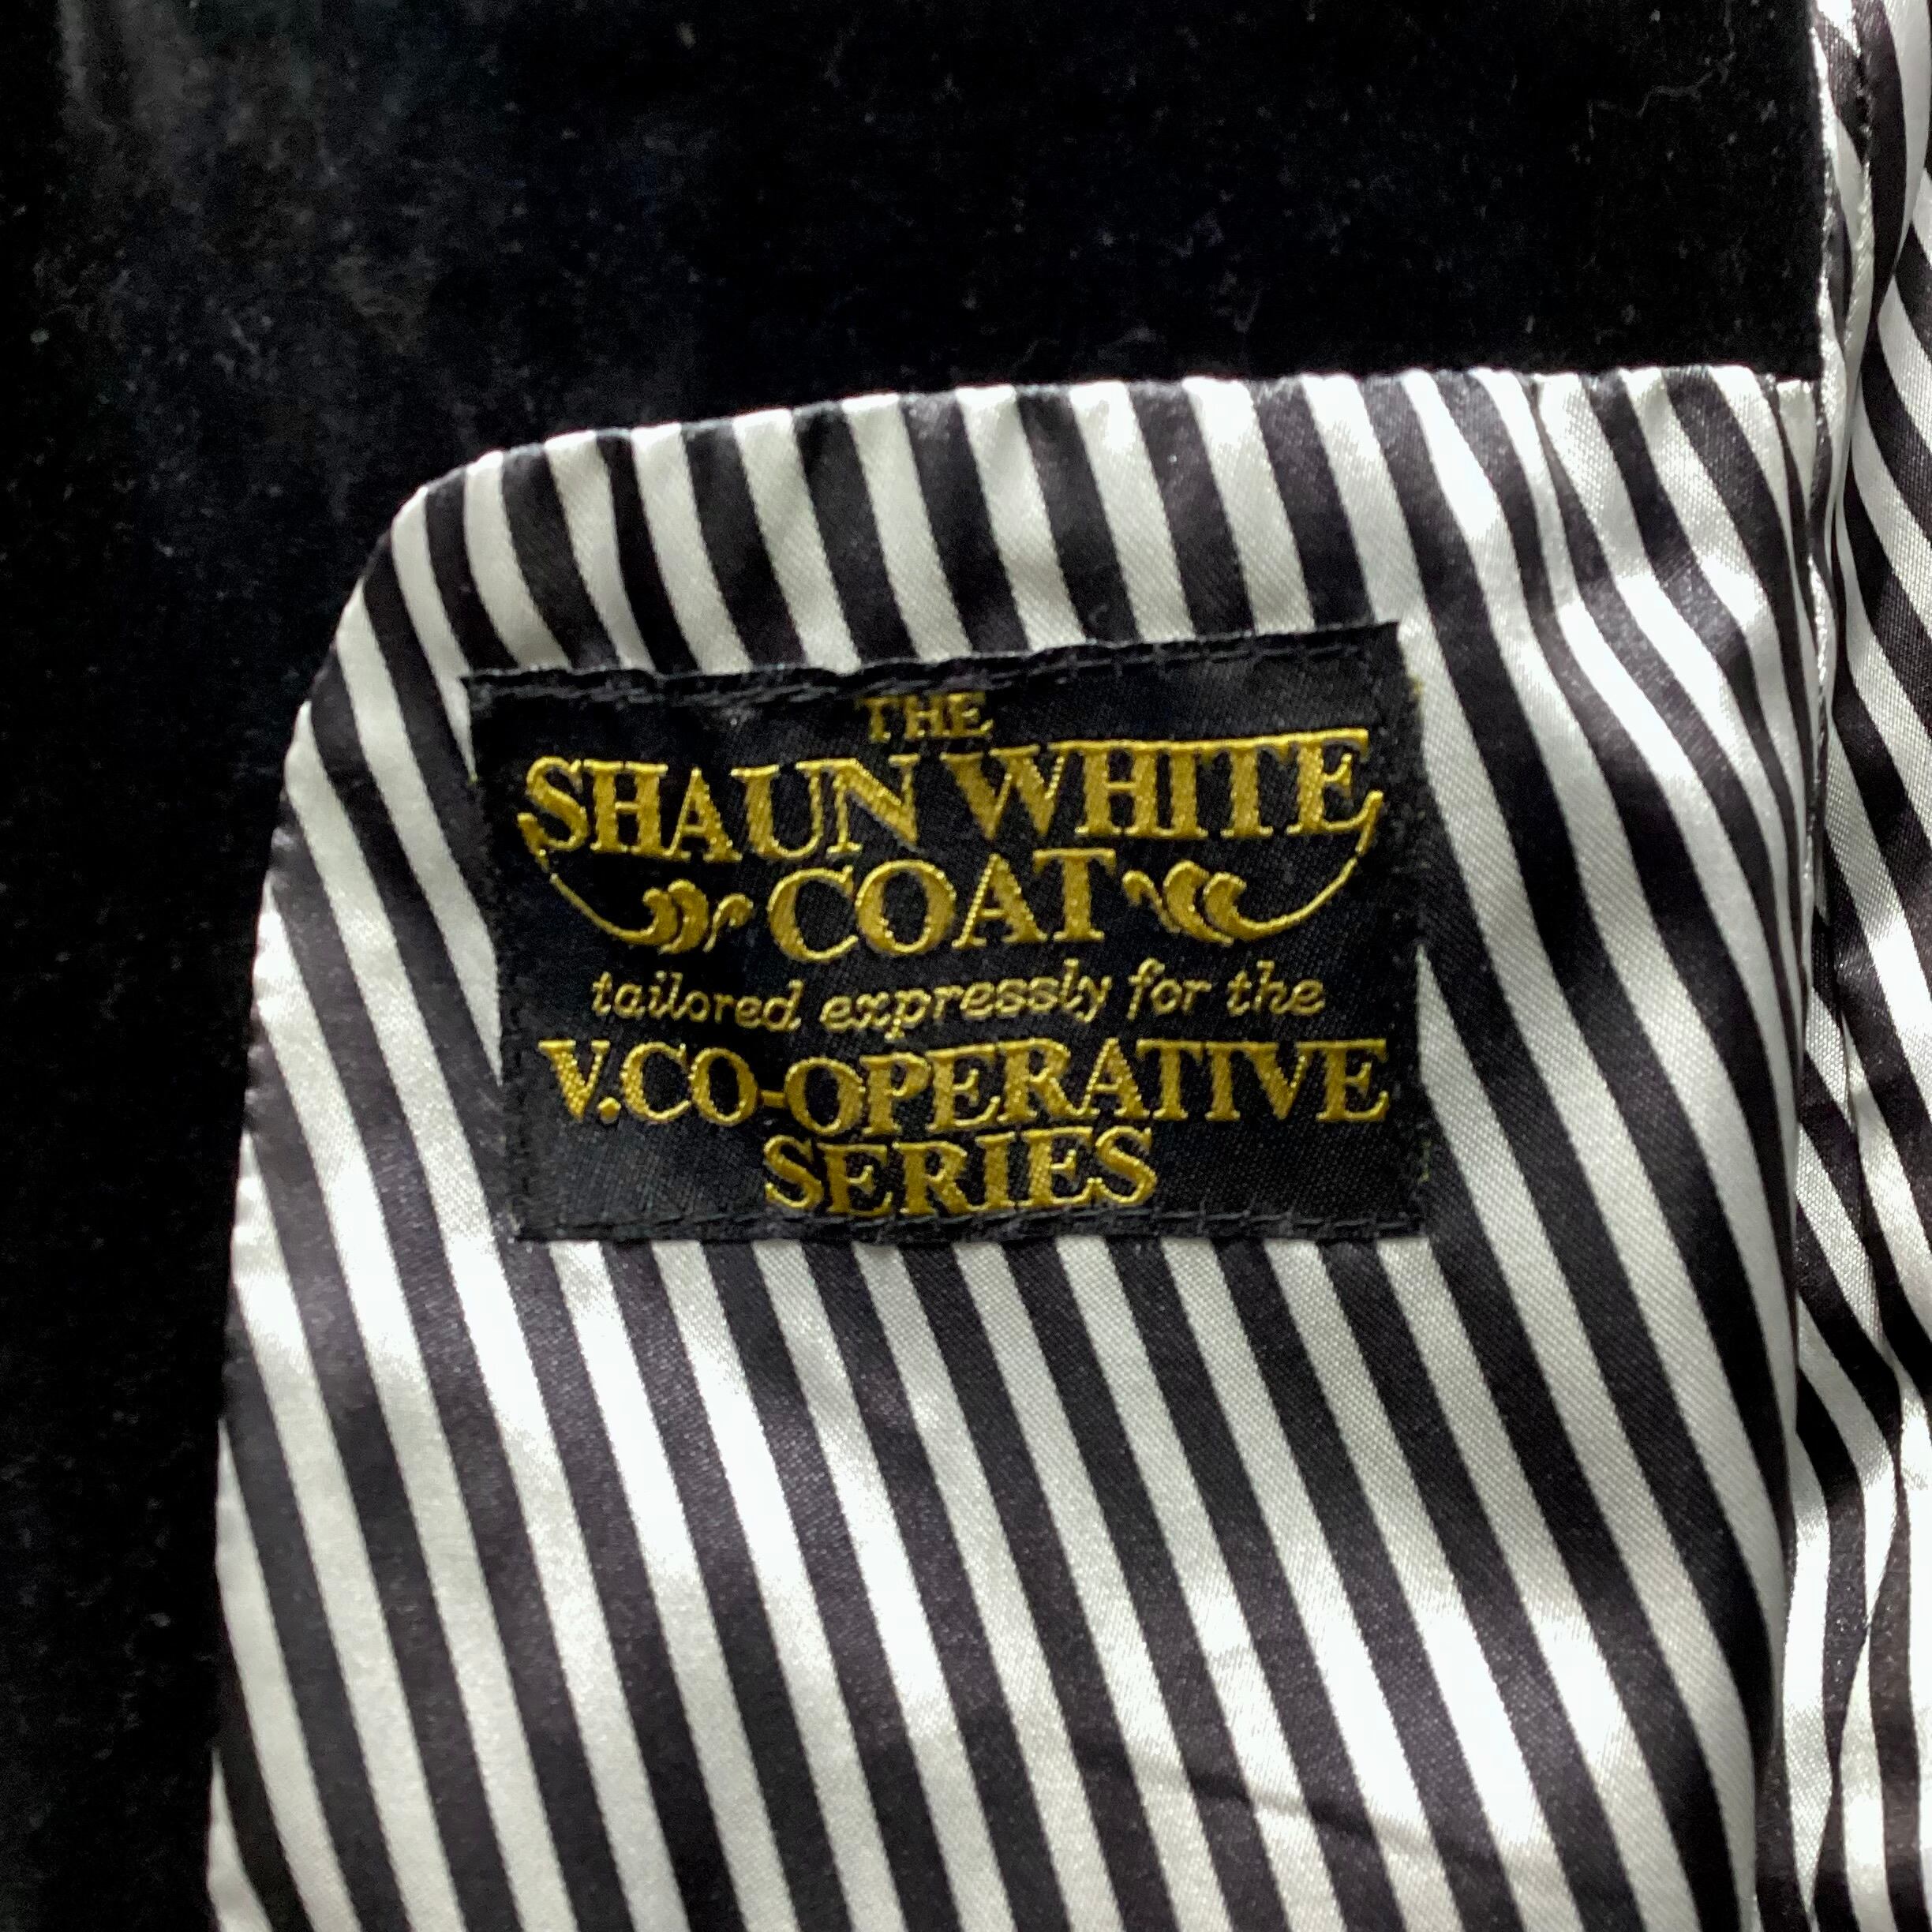 THE
SHAUN WHITE
COAT
tailored expressly for the
V.CO-OPERATIVE
SERIES